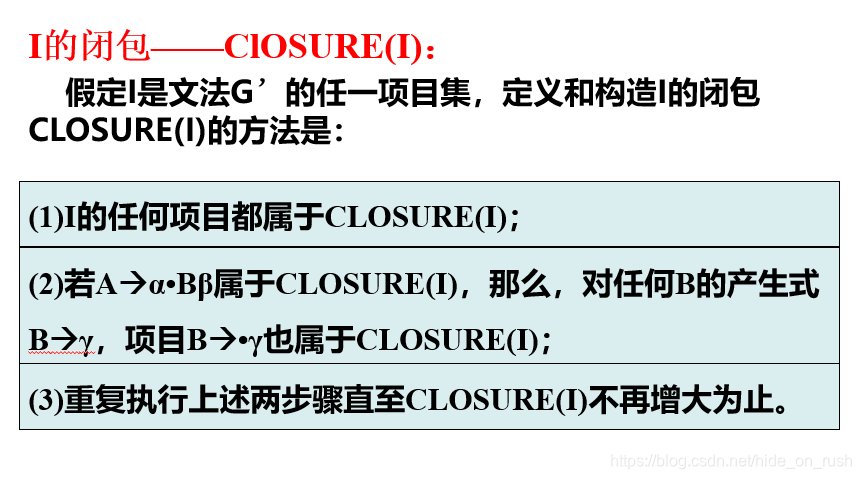 I的闭包——ClOSURE(I)：
假定I是文法G’的任一项目集，定义和构造I的闭包
CLOSURE(I)的方法是：
(1)I的任何项目都属于CLOSURE(I)；
(2)若A→α•Bβ属于CLOSURE(I)，那么，对任何B的产生式
B→γ，项目B→•γ也属于CLOSURE(I)；
(3)重复执行上述两步骤直至CLOSURE(I)不再增大为止。
https://blog.csdn.net/hide_on_rush